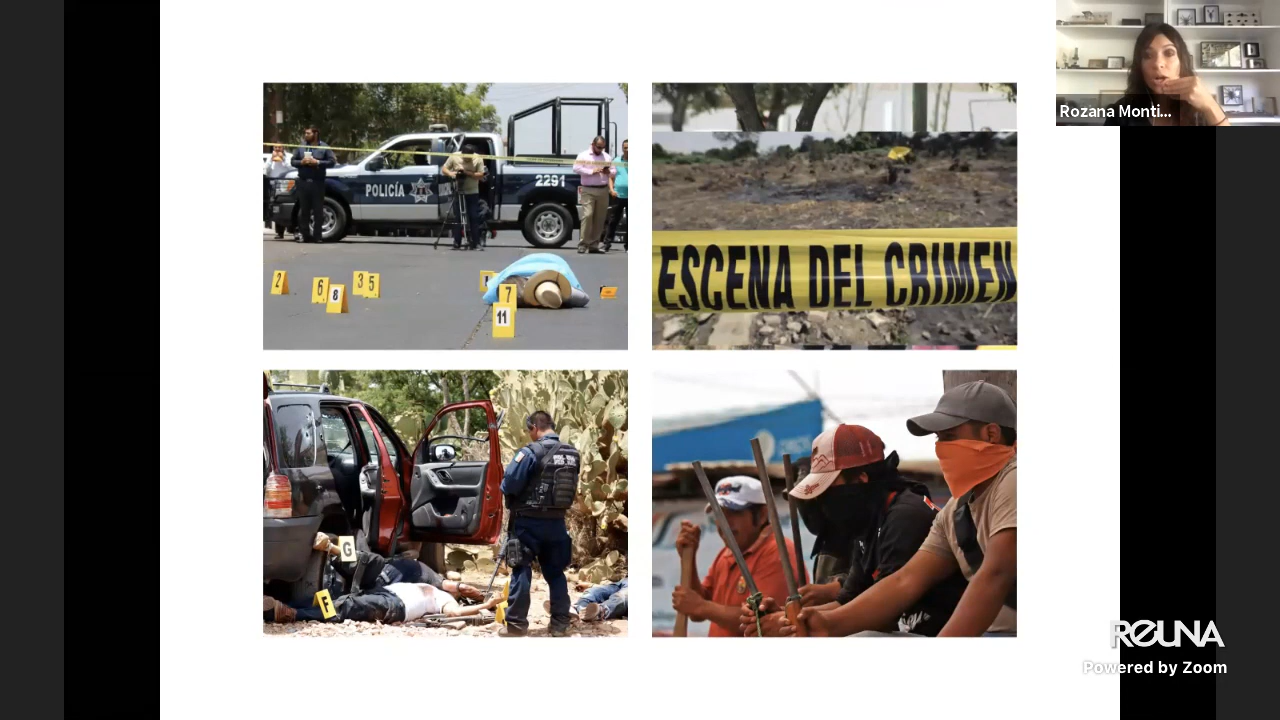 Rozana Monti...
POLICÍA
2291
2
6
8
3
5
7
11
ESCENA DEL CRIMEN
G
F
REUNA
Powered by Zoom